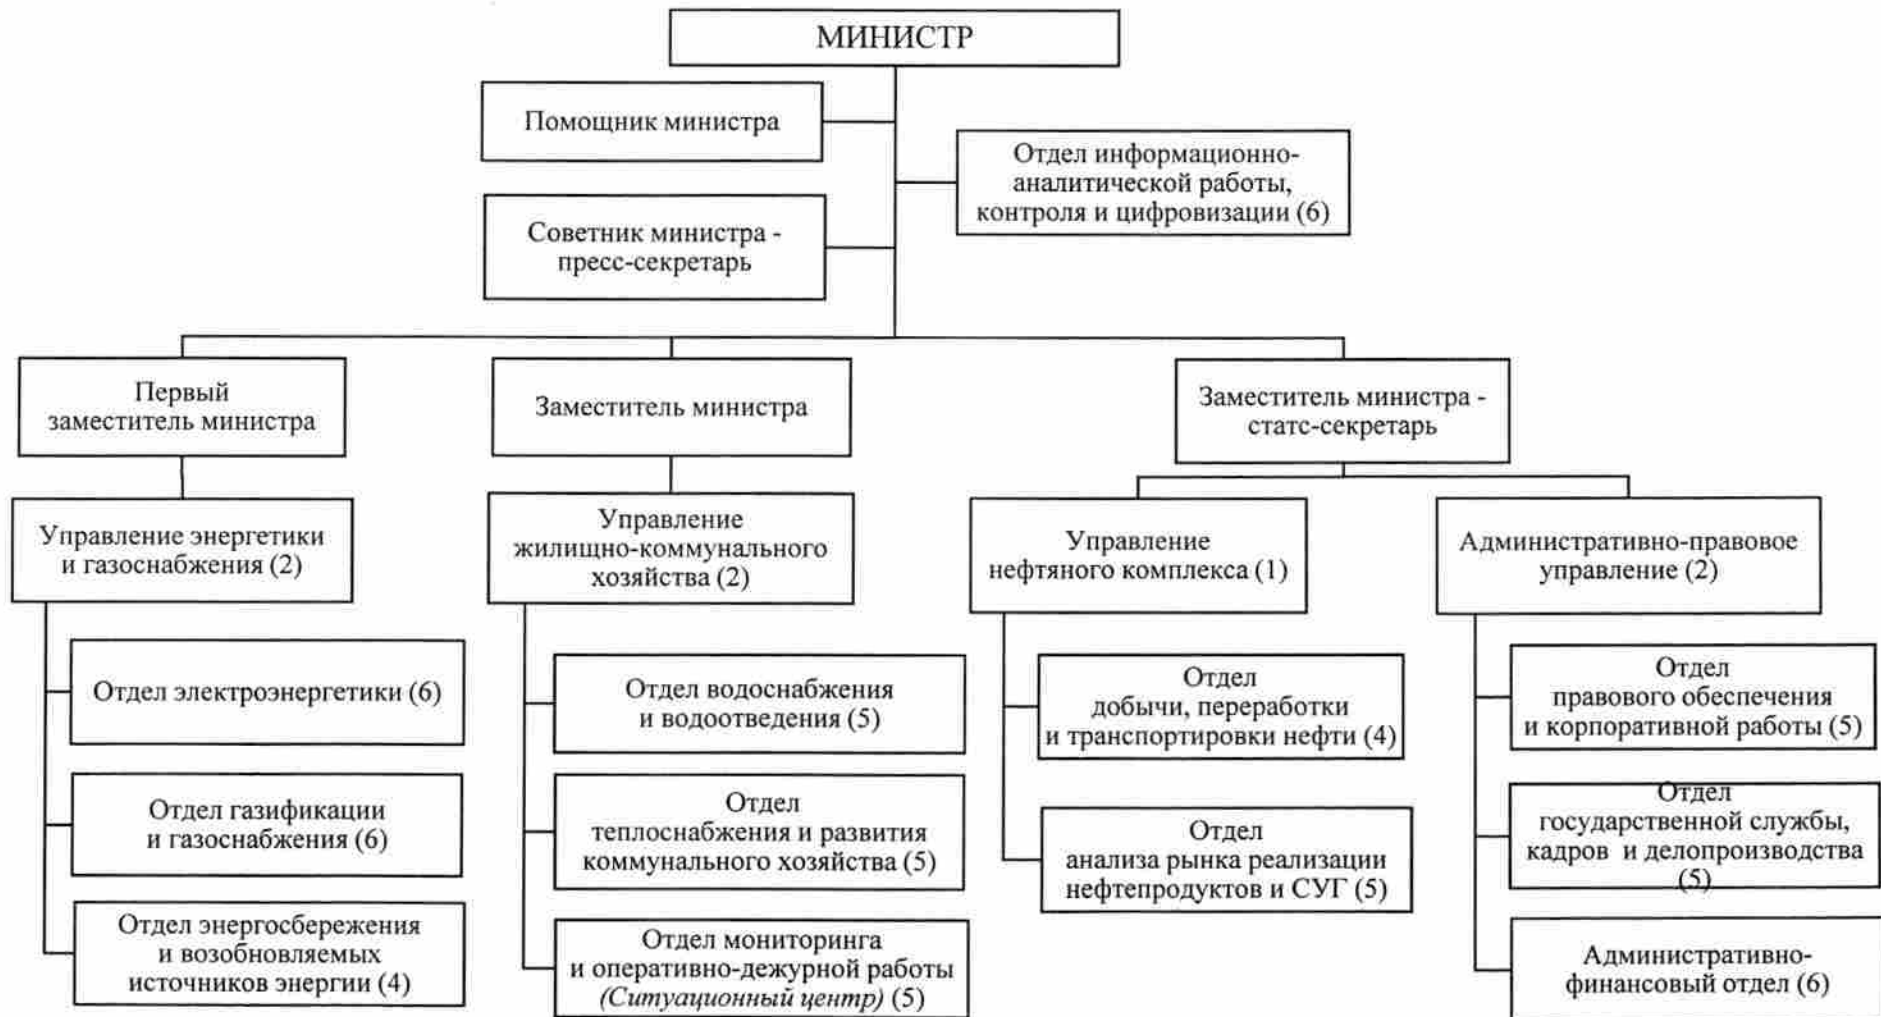 МИНИСТР
Помощник министра
Отдел информационно-
аналитической работы,
контроля и цифровизации (6)
Советник министра -
пресс-секретарь
Первый
заместитель министра
Заместитель министра
Заместитель министра -
статс-секретарь
Управление энергетики
и газоснабжения (2)
Управление
жилищно-коммунального
хозяйства (2)
Управление
нефтяного комплекса (1)
Административно-правовое
управление (2)
Отдел электроэнергетики (6)
Отдел газификации
и газоснабжения (6)
Отдел энергосбережения
и возобновляемых
источников энергии (4)
Отдел водоснабжения
и водоотведения (5)
Отдел
теплоснабжения и развития
коммунального хозяйства (5)
Отдел мониторинга
и оперативно-дежурной работы
(Ситуационный центр) (5)
Отдел
добычи, переработки
и транспортировки нефти (4)
Отдел
анализа рынка реализации
нефтепродуктов и СУГ (5)
Отдел
правового обеспечения
и корпоративной работы (5)
Отдел
государственной службы,
кадров и делопроизводства
(5)
Административно-
финансовый отдел (6)